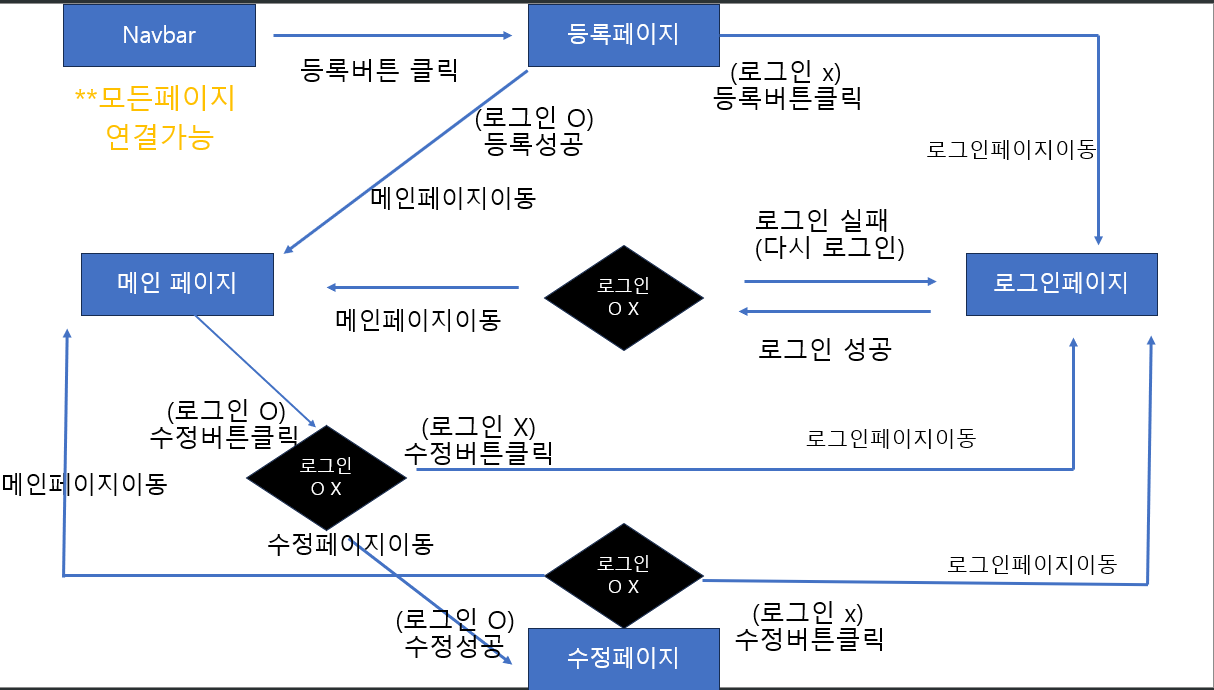 Navbar
**모든페이지
연결가능
등록버튼 클릭
등록페이지
(로그인 x)
등록버튼클릭
(로그인 O)
등록성공
로그인페이지이동
메인페이지이동
로그인 실패
(다시 로그인)
메인 페이지
로그인
O X
로그인페이지
메인페이지이동
로그인 성공
(로그인 O)
수정버튼클릭
(로그인 X)
수정버튼클릭
로그인페이지이동
로그인
O X
메인페이지이동
수정페이지이동
로그인
O X
로그인페이지이동
(로그인 O)
수정성공
(로그인 x)
수정버튼클릭
수정페이지